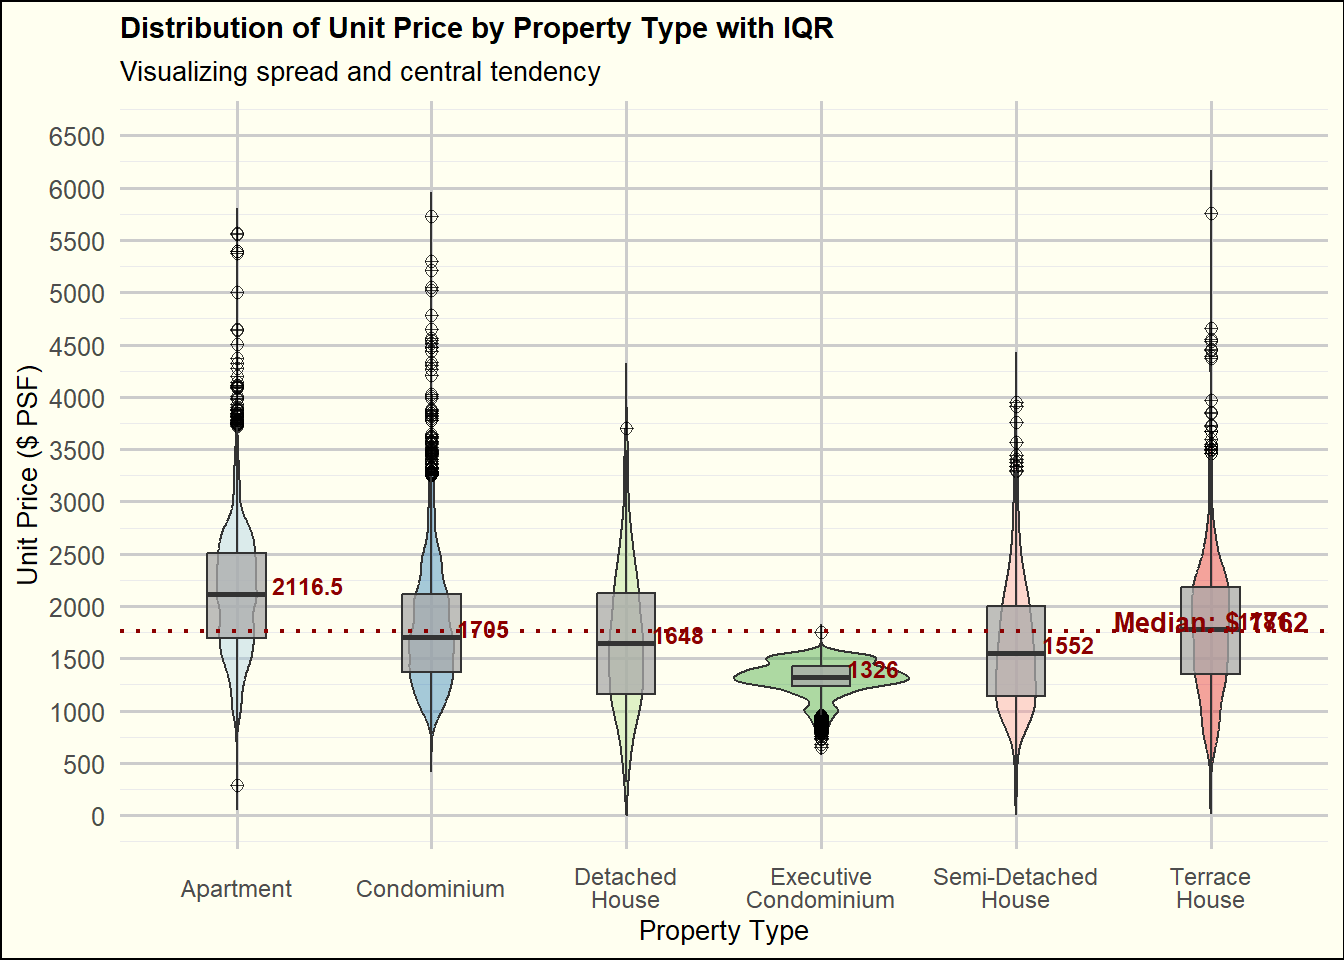 Distribution of Unit Price by Property Type with IQR
Visualizing spread and central tendency
Unit Price ($ PSF)
6500
6000
5500
5000
4500
4000
3500
3000
2500
2000
1500
1000
500
0
2116.5
1705
1648
1326
1552
Median: $ 1762
Apartment
Condominium
Detached
House
Executive
Condominium
Semi-Detached
House
Terrace
House
Property Type